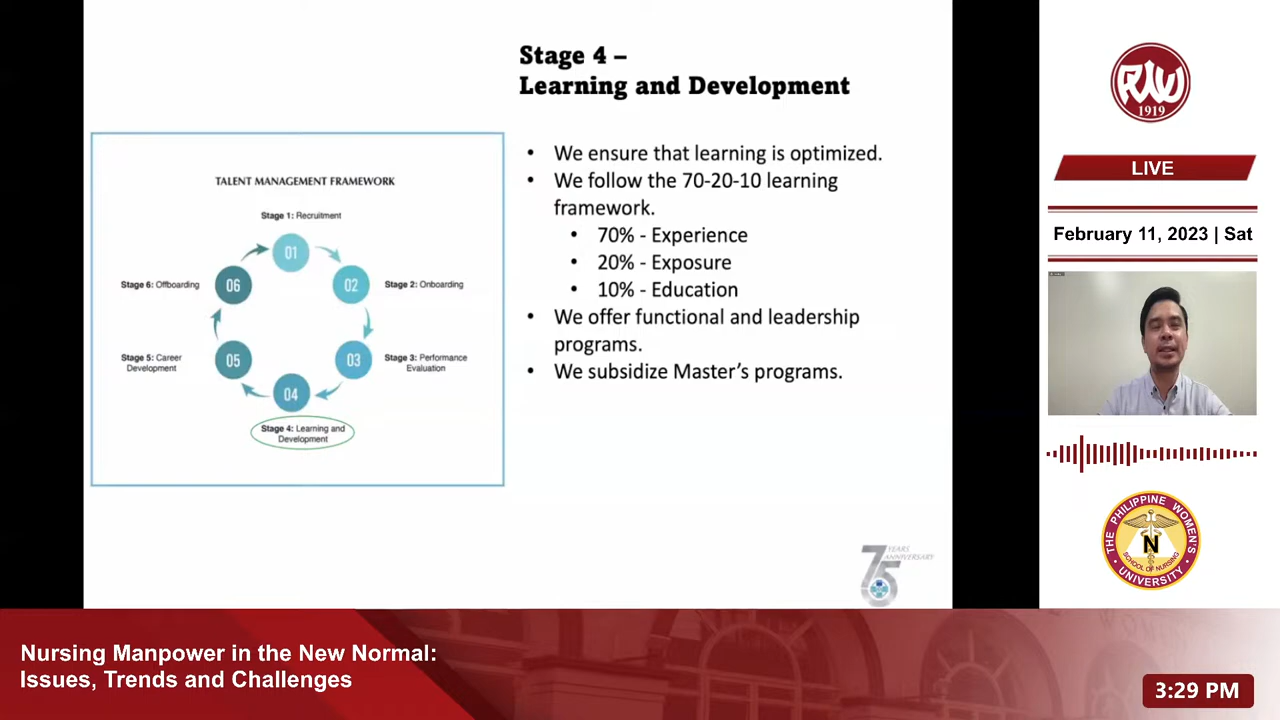 Stage 4 –
Learning and Development
TALENT MANAGEMENT FRAMEWORK
Stage 1: Recruitment
01
Stage 2: Onboarding
02
Stage 3: Performance
Evaluation
03
Stage 4: Learning and
Development
04
Stage 5: Career
Development
05
Stage 6: Offboarding
06
• We ensure that learning is optimized.
• We follow the 70-20-10 learning
framework.
• 70% - Experience
• 20% - Exposure
• 10% - Education
• We offer functional and leadership
programs.
• We subsidize Master’s programs.
75
YEARS
ANNIVERSARY
PWU
1919
LIVE
February 11, 2023 | Sat
THE PHILIPPINE WOMEN'S
UNIVERSITY
N
SCHOOL OF NURSING
Nursing Manpower in the New Normal:
Issues, Trends and Challenges
3:29 PM